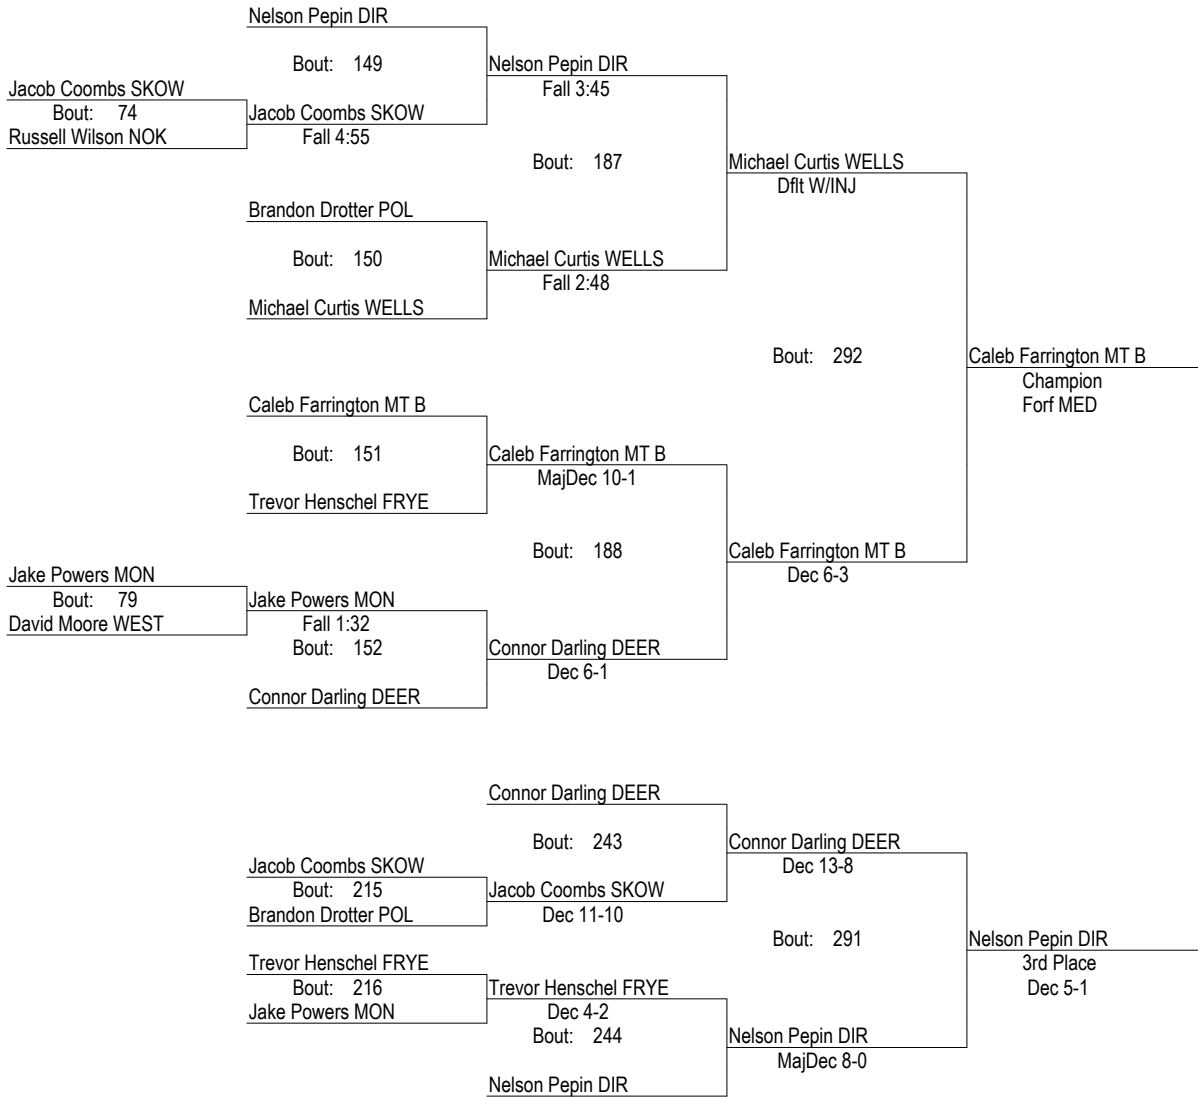 Nelson Pepin DIR
Bout: 149
Nelson Pepin DIR
Fall 3:45
Jacob Coombs SKOW
Bout: 74
Russell Wilson NOK
Jacob Coombs SKOW
Fall 4:55
Bout: 187
Michael Curtis WELLS
Dflt W/INJ
Brandon Drotter POL
Bout: 150
Michael Curtis WELLS
Fall 2:48
Michael Curtis WELLS
Bout: 292
Caleb Farrington MT B
Champion
Forf MED
Caleb Farrington MT B
Bout: 151
Caleb Farrington MT B
MajDec 10-1
Trevor Henschel FRYE
Bout: 188
Caleb Farrington MT B
Dec 6-3
Jake Powers MON
Bout: 79
David Moore WEST
Jake Powers MON
Fall 1:32
Bout: 152
Connor Darling DEER
Dec 6-1
Connor Darling DEER
Connor Darling DEER
Bout: 243
Connor Darling DEER
Dec 13-8
Jacob Coombs SKOW
Bout: 215
Brandon Drotter POL
Jacob Coombs SKOW
Dec 11-10
Bout: 291
Nelson Pepin DIR
3rd Place
Dec 5-1
Trevor Henschel FRYE
Bout: 216
Jake Powers MON
Trevor Henschel FRYE
Dec 4-2
Bout: 244
Nelson Pepin DIR
MajDec 8-0
Nelson Pepin DIR